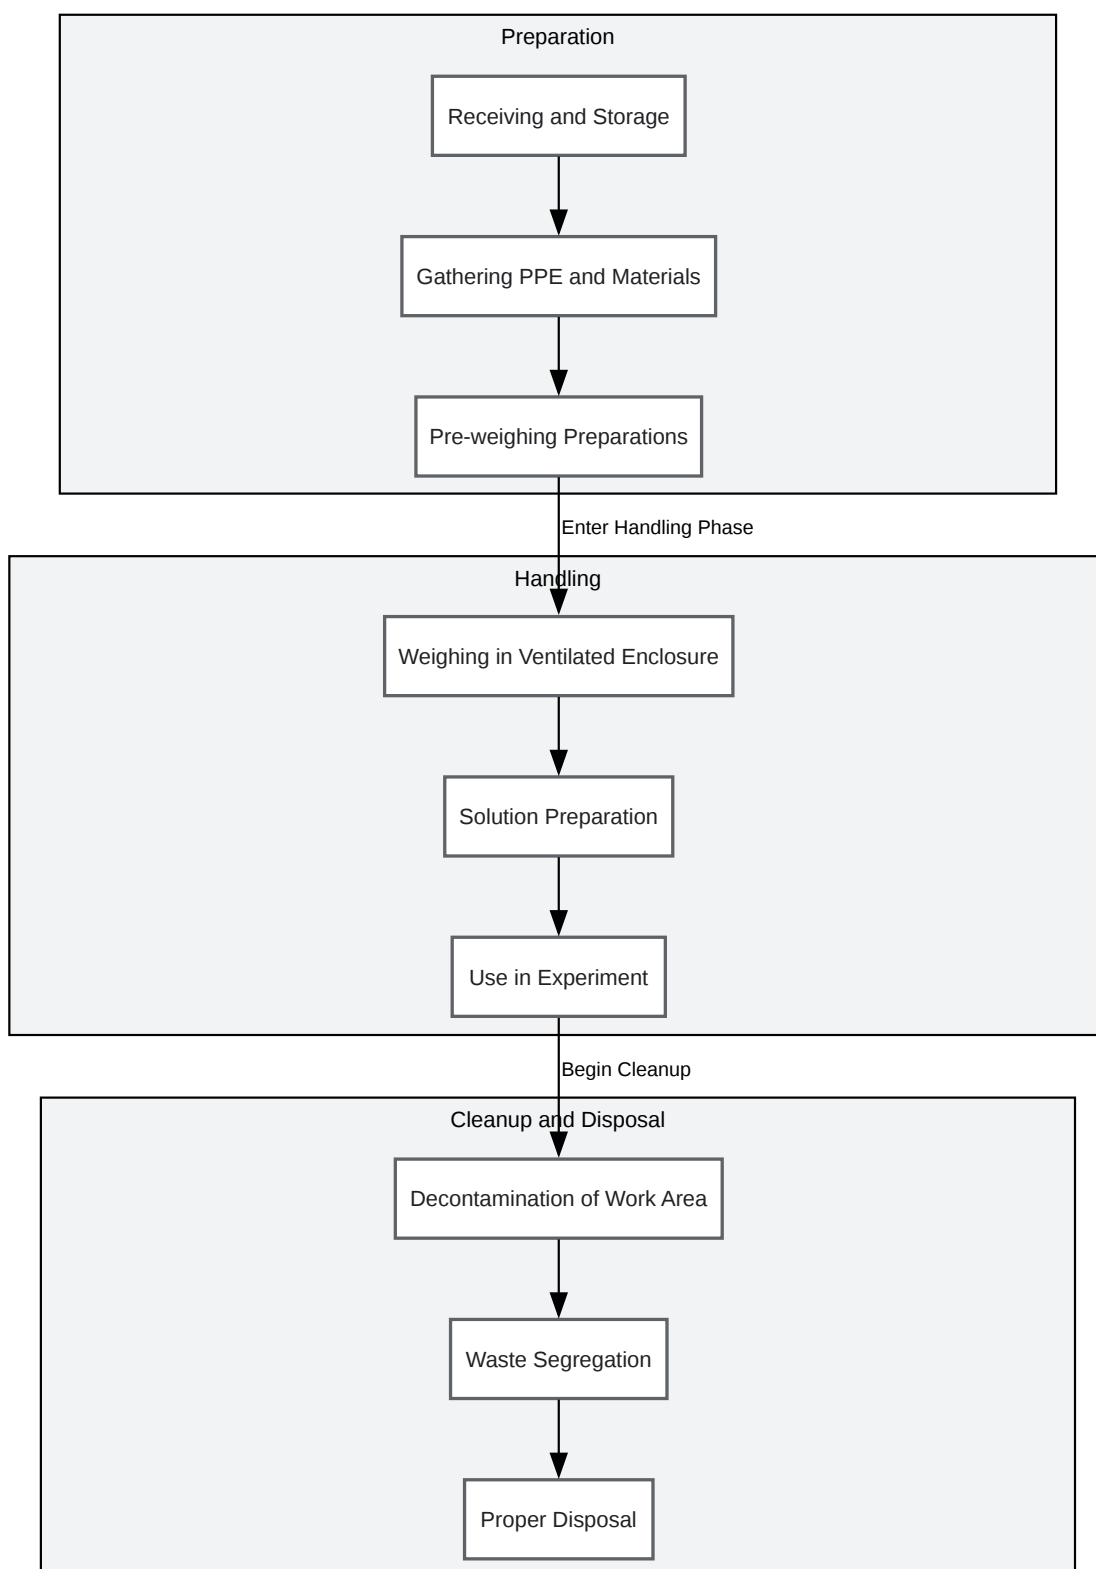 Preparation
Receiving and Storage
Gathering PPE and Materials
Pre-weighing Preparations
Enter Handling Phase
Handling
Weighing in Ventilated Enclosure
Solution Preparation
Use in Experiment
Begin Cleanup
Cleanup and Disposal
Decontamination of Work Area
Waste Segregation
Proper Disposal